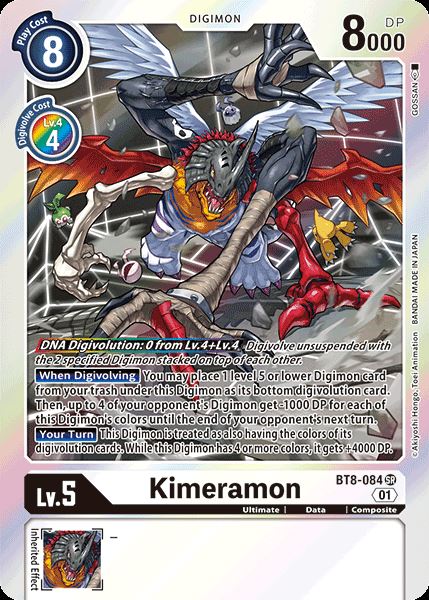 Play Cost
8
DIGIMON
DP
8000
Digivolve Cost
Lv.4
4
GOSSAN
© Akiyoshi Hongo, Toei Animation BANDAI MADE IN JAPAN
DNA Digivolution: 0 from Lv.4+Lv.4 Digivolve unsuspended with
the 2 specified Digimon stacked on top of each other.
When Digivolving You may place 1 level 5 or lower Digimon card
from your trash under this Digimon as its bottom digivolution card.
Then, up to 4 of your opponent's Digimon get -1000 DP for each of
this Digimon's colors until the end of your opponent's next turn.
Your Turn This Digimon is treated as also having the colors of its
digivolution cards. While this Digimon has 4 or more colors, it gets +4000 DP.
Lv.5
Kimeramon
BT8-084 SR
01
Ultimate | Data | Composite
Inherited Effect
–